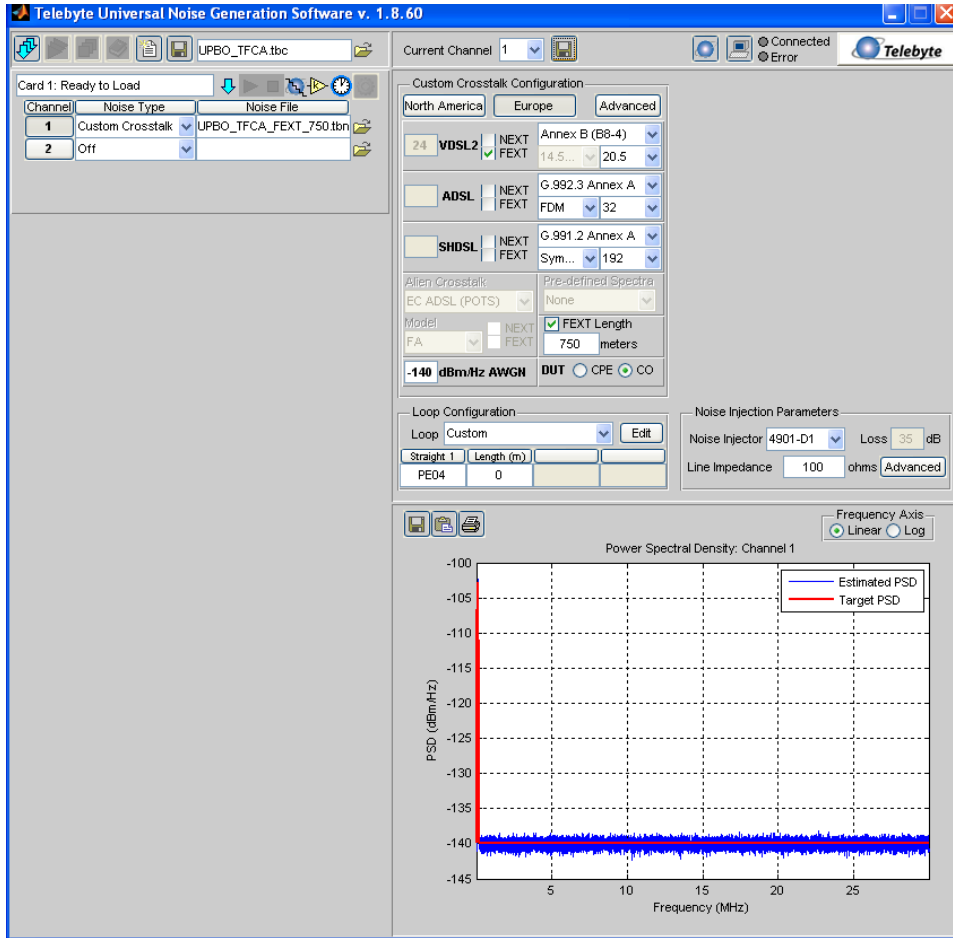 Telebyte Universal Noise Generation Software v. 1.8.60
UPBO_TFCA.tbc
Current Channel 1
Connected
Error
Telebyte
Card 1: Ready to Load
Channel Noise Type Noise File
1 Custom Crosstalk UPBO_TFCA_FEXT_750.tbn
2 Off
Custom Crosstalk Configuration
North America Europe Advanced
24 VDSL2 NEXT FEXT Annex B (B8-4)
14.5... 20.5
ADSL NEXT FEXT G.992.3 Annex A
FDM 32
SHDSL NEXT FEXT G.991.2 Annex A
Sym... 192
Alien Crosstalk Pre-defined Spectra
EC ADSL (POTS) None
Model NEXT FEXT Length
FA FEXT 750 meters
-140 dBm/Hz AWGN DUT CPE CO
Loop Configuration
Loop Custom Edit
Straight 1 Length (m)
PE04 0
Noise Injection Parameters
Noise Injector 4901-D1 Loss 35 dB
Line Impedance 100 ohms Advanced
Frequency Axis
Linear Log
Power Spectral Density: Channel 1
Estimated PSD
Target PSD
PSD (dBm/Hz)
-100
-105
-110
-115
-120
-125
-130
-135
-140
-145
5 10 15 20 25
Frequency (MHz)